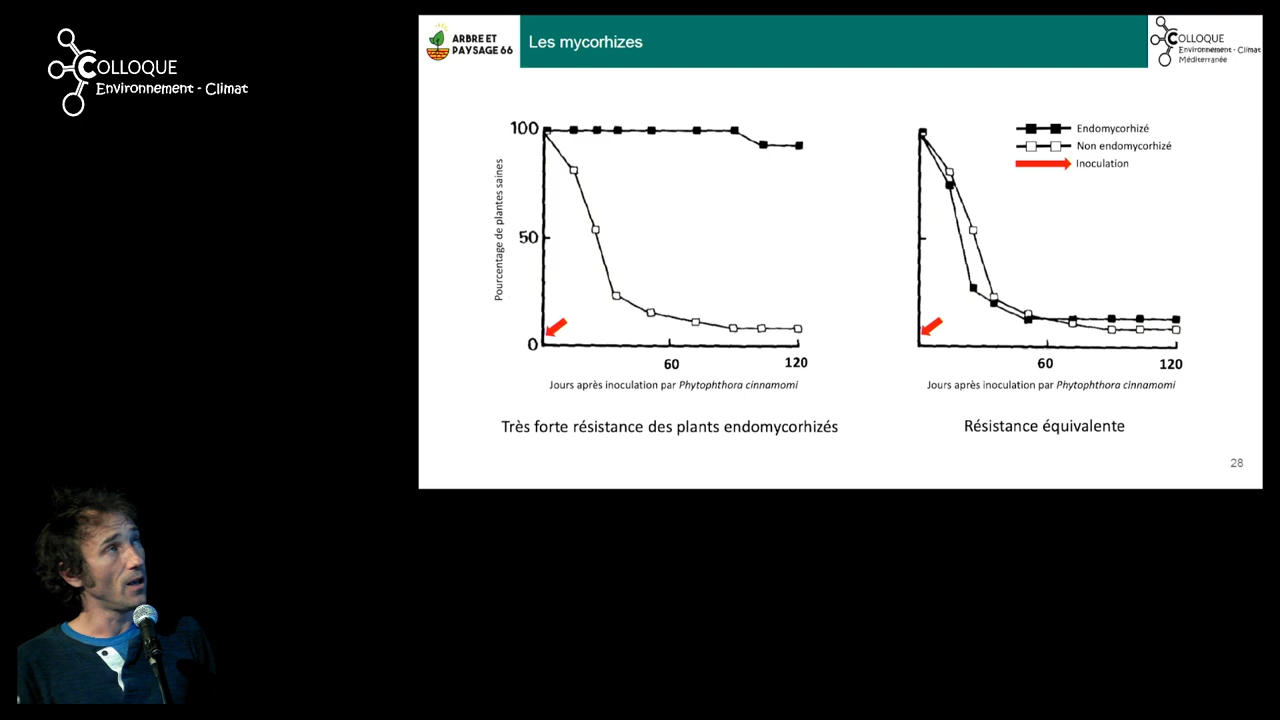 COLLOQUE
Environnement - Climat
ARBRE ET
PAYSAGE 66
Les mycorhizes
COLLOQUE
Environnement - Climat
Méditerranée
Pourcentage de plantes saines
100
50
0
60
120
Jours après inoculation par Phytophthora cinnamomi
Très forte résistance des plants endomycorhizés
Endomycorhizé
Non endomycorhizé
Inoculation
60
120
Jours après inoculation par Phytophthora cinnamomi
Résistance équivalente
28